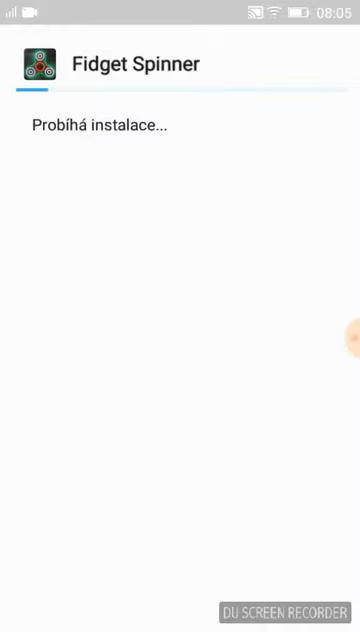 08:05
Fidget Spinner
Probíhá instalace...
DU SCREEN RECORDER